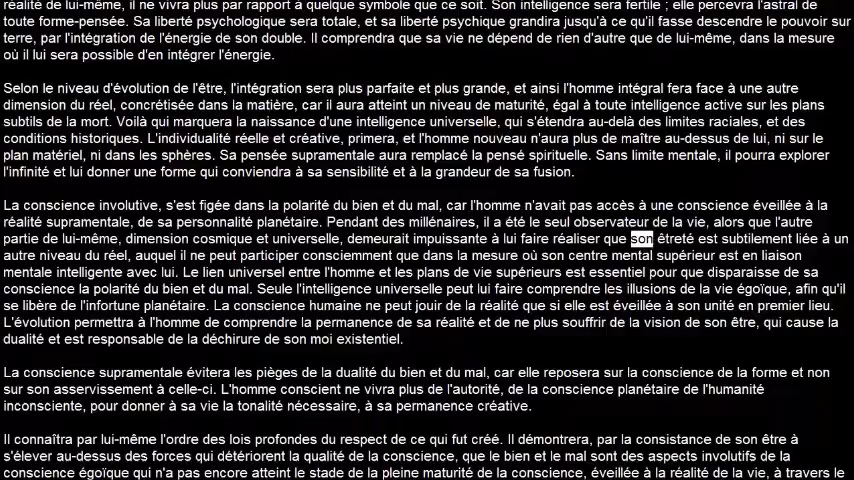 réalité de lui-même, il ne vivra plus par rapport à quelque symbole que ce soit. Son intelligence sera fertile ; elle percevra l'astral de
toute forme-pensée. Sa liberté psychologique sera totale, et sa liberté psychique grandira jusqu'à ce qu'il fasse descendre le pouvoir sur
terre, par l'intégration de l'énergie de son double. Il comprendra que sa vie ne dépend de rien d'autre que de lui-même, dans la mesure
où il lui sera possible d'en intégrer l'énergie.
Selon le niveau d'évolution de l'être, l'intégration sera plus parfaite et plus grande, et ainsi l'homme intégral fera face à une autre
dimension du réel, concrétisée dans la matière, car il aura atteint un niveau de maturité, égal à toute intelligence active sur les plans
subtils de la mort. Voilà qui marquera la naissance d'une intelligence universelle, qui s'étendra au-delà des limites raciales, et des
conditions historiques. L'individualité réelle et créative, primera, et l'homme nouveau n'aura plus de maître au-dessus de lui, ni sur le
plan matériel, ni dans les sphères. Sa pensée supramentale aura remplacé la pensé spirituelle. Sans limite mentale, il pourra explorer
l'infinité et lui donner une forme qui conviendra à sa sensibilité et à la grandeur de sa fusion.
La conscience involutive, s'est figée dans la polarité du bien et du mal, car l'homme n'avait pas accès à une conscience éveillée à la
réalité supramentale, de sa personnalité planétaire. Pendant des millénaires, il a été le seul observateur de la vie, alors que l'autre
partie de lui-même, dimension cosmique et universelle, demeurait impuissante à lui faire réaliser que son êtreté est subtilement liée à un
autre niveau du réel, auquel il ne peut participer consciemment que dans la mesure où son centre mental supérieur est en liaison
mentale intelligente avec lui. Le lien universel entre l'homme et les plans de vie supérieurs est essentiel pour que disparaisse de sa
conscience la polarité du bien et du mal. Seule l'intelligence universelle peut lui faire comprendre les illusions de la vie égoïque, afin qu'il
se libère de l'infortune planétaire. La conscience humaine ne peut jouir de la réalité que si elle est éveillée à son unité en premier lieu.
L'évolution permettra à l'homme de comprendre la permanence de sa réalité et de ne plus souffrir de la vision de son être, qui cause la
dualité et est responsable de la déchirure de son moi existentiel.
La conscience supramentale évitera les pièges de la dualité du bien et du mal, car elle reposera sur la conscience de la forme et non
sur son asservissement à celle-ci. L'homme conscient ne vivra plus de l'autorité, de la conscience planétaire de l'humanité
inconsciente, pour donner à sa vie la tonalité nécessaire, à sa permanence créative.
Il connaîtra par lui-même l'ordre des lois profondes du respect de ce qui fut créé. Il démontrera, par la consistance de son être à
s'élever au-dessus des forces qui détériorent la qualité de la conscience, que le bien et le mal sont des aspects involutifs de la
conscience égoïque qui n'a pas encore atteint le stade de la pleine maturité de la conscience, éveillée à la réalité de la vie, à travers le